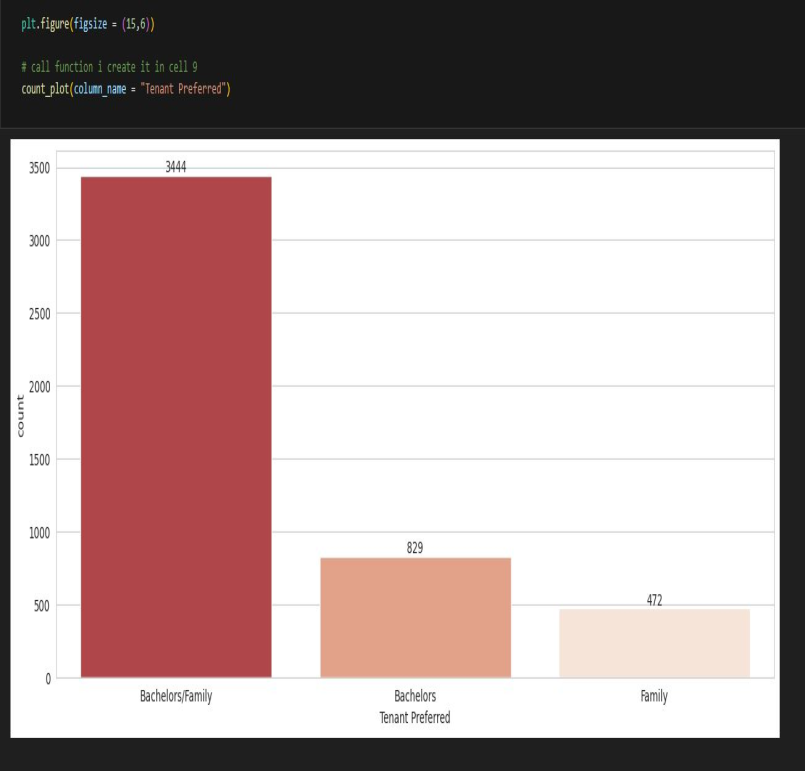 plt.figure(figsize = (15,6))
# call function i create it in cell 9
count_plot(column_name = "Tenant Preferred")
3500
3444
3000
2500
2000
count
1500
1000
829
500
472
0
Bachelors/Family Bachelors Family
Tenant Preferred